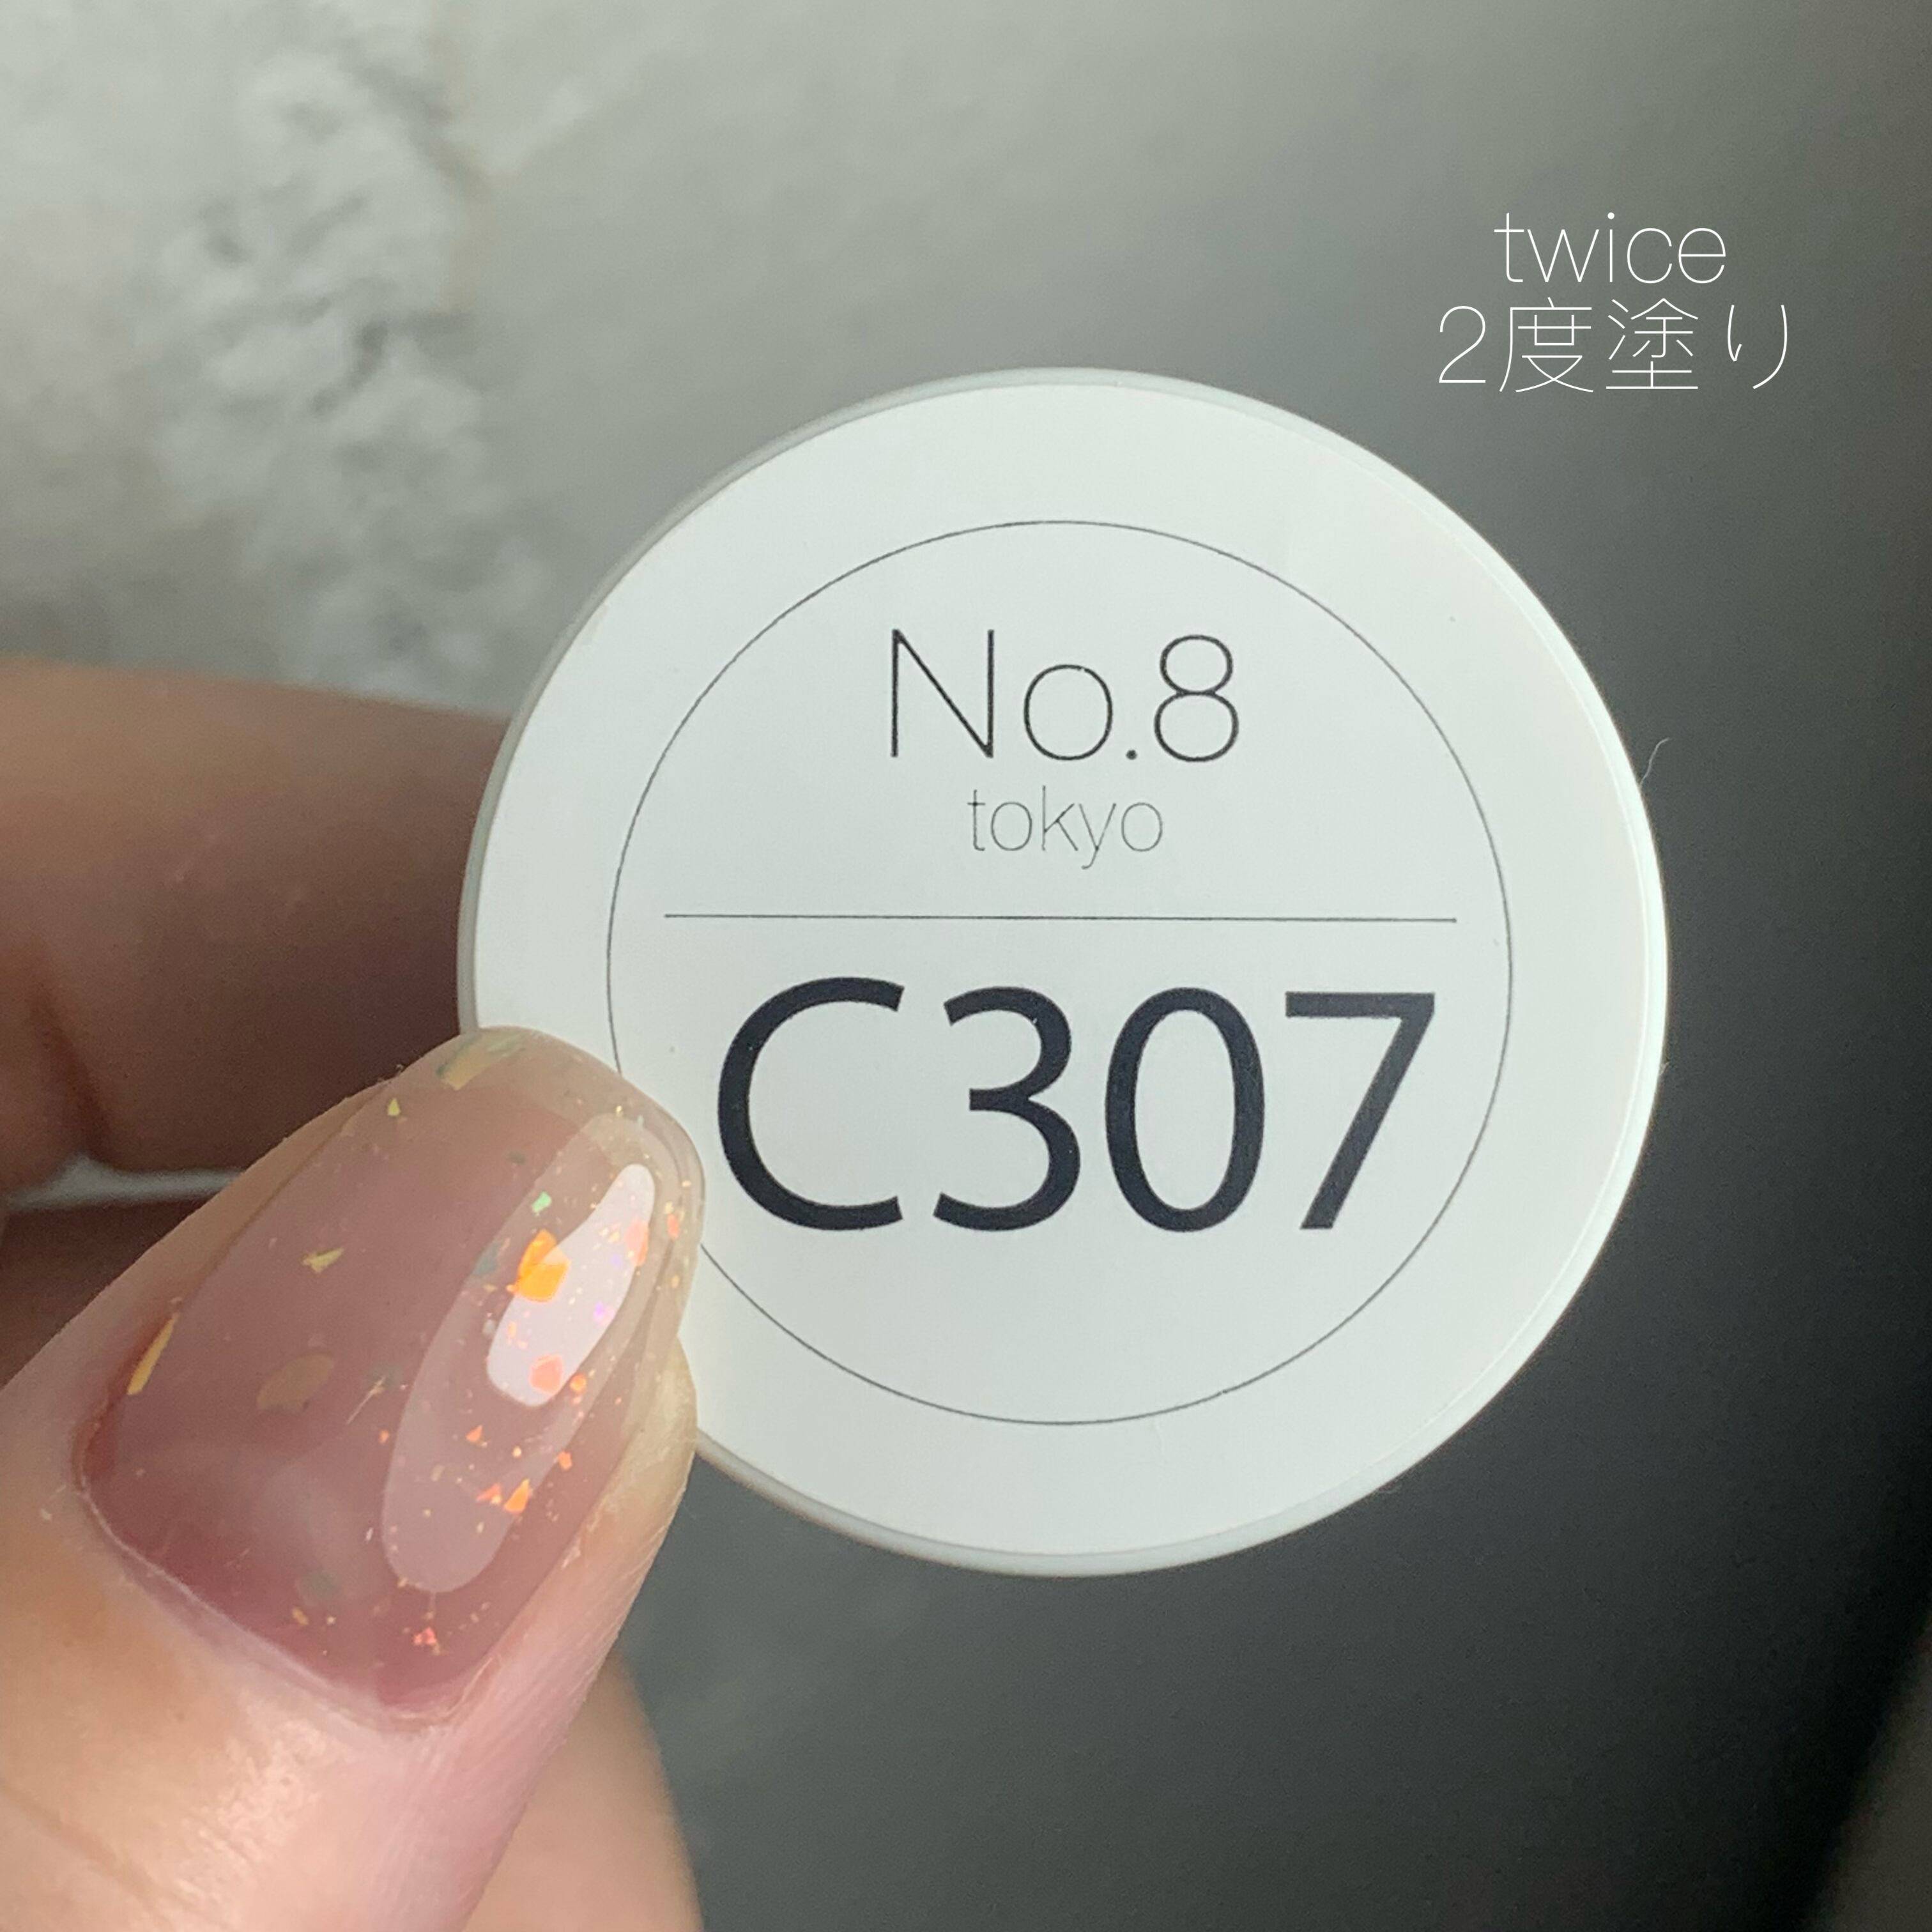 twice
2度塗り
No.8
tokyo
C307